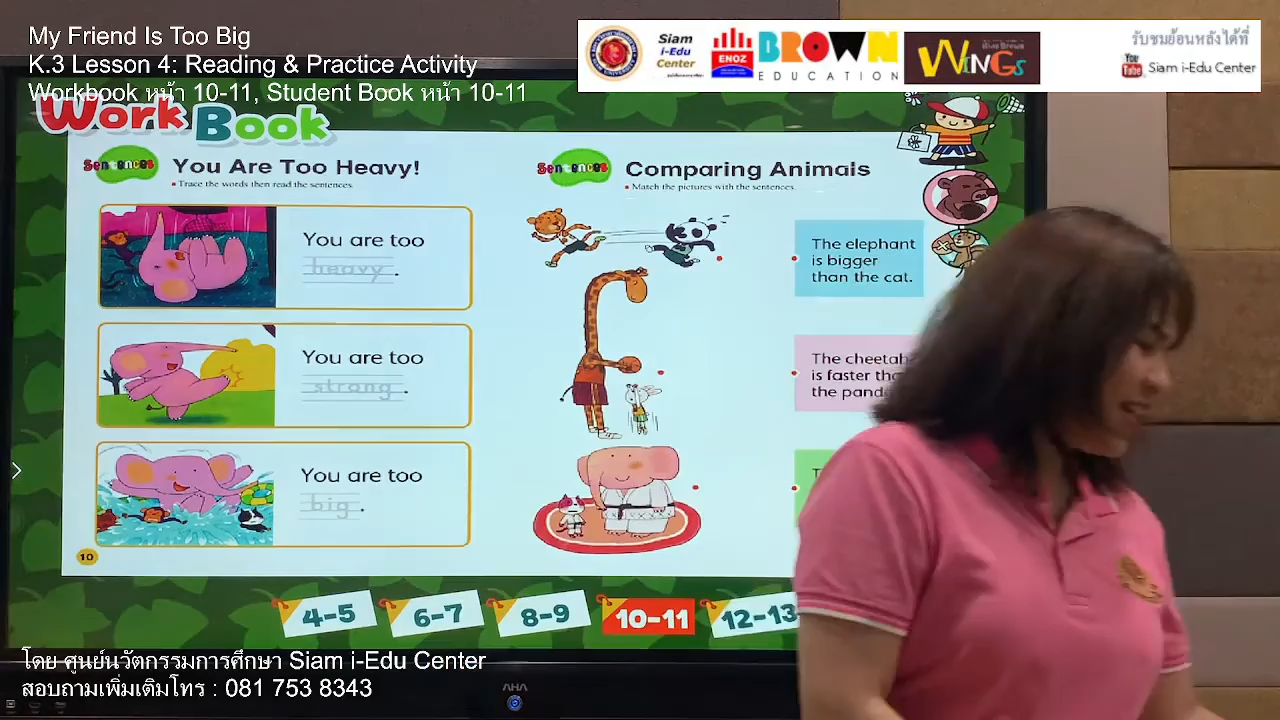 My Friend Is Too Big
K.3 Lesson 4: Reading & Practice Activity
Workbook หน้า 10-11, Student Book หน้า 10-11
Siam
i-Edu
Center
ENOZ
BROWN
EDUCATION
WINGS
รับชมย้อนหลังได้ที่
You
Tube
Siam i-Edu Center
Work Book
Sentences
You Are Too Heavy!
Trace the words then read the sentences.
You are too
heavy.
You are too
strong.
You are too
big.
10
Sentences
Comparing Animals
Match the pictures with the sentences.
The elephant
is bigger
than the cat.
The cheetah
is faster
the
4-5
6-7
8-9
10-11
12-13
โดย ศูนย์นวัตกรรมการศึกษา Siam i-Edu Center
สอบถามเพิ่มเติมโทร : 081 753 8343
AHA